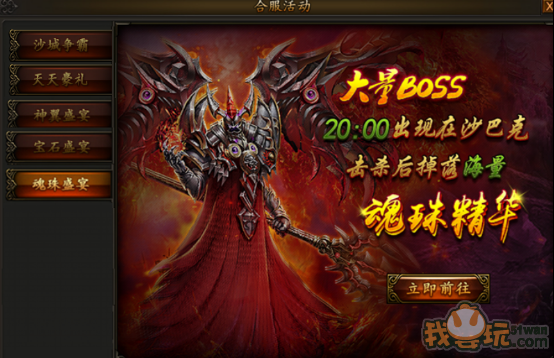 合服活动
沙城争霸
天天豪礼
神翼盛宴
宝石盛宴
魂珠盛宴
大量BOSS
20:00出现在沙巴克
击杀后掉落海量
魂珠精华
立即前往
51wan
我喜玩